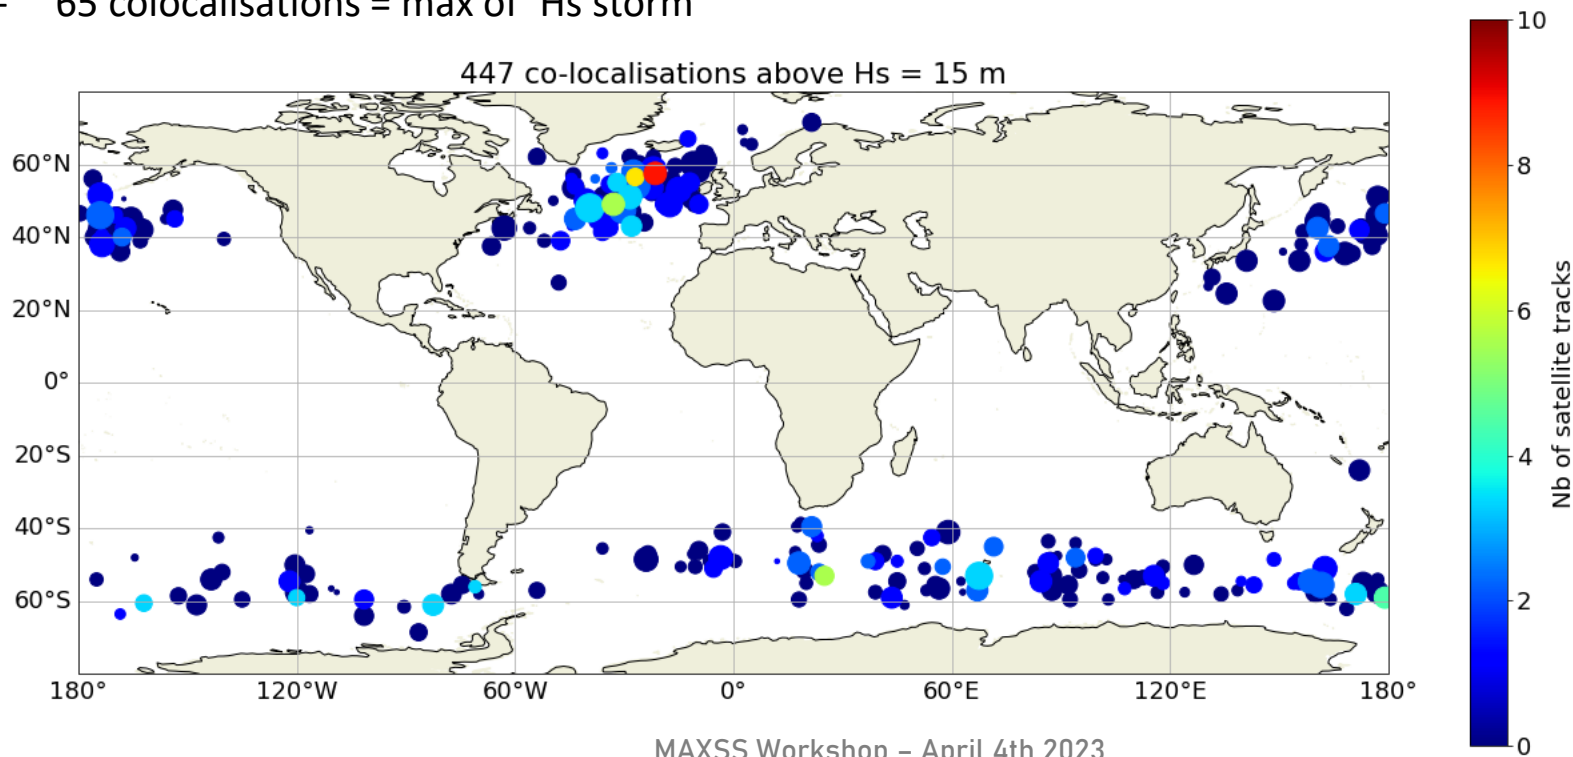 - 65 colocalisations = max of Hs storm
447 co-localisations above Hs = 15 m
60°N
40°N
20°N
0°
20°S
40°S
60°S
180° 120°W 60°W 0° 60°E 120°E 180°
10
8
6
4
2
0
Nb of satellite tracks
MAXSS Workshop – April 4th 2023